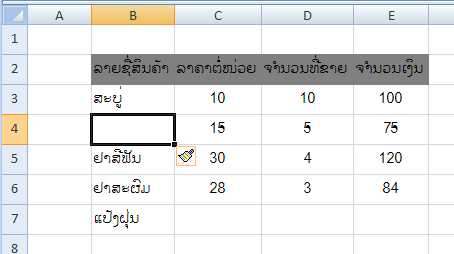 A B C D E
1
2 ລາຍຊື່ສິນຄ້າ ລາຄາຕໍ່ໜ່ວຍ ຈຳນວນທີ່ຂາຍ ຈຳນວນເງິນ
3 ສະບູ່ 10 10 100
4 15 5 75
5 ຢາສີຟັນ 30 4 120
6 ຢາສະຜົມ 28 3 84
7 ແປ້ງຝຸ່ນ
8